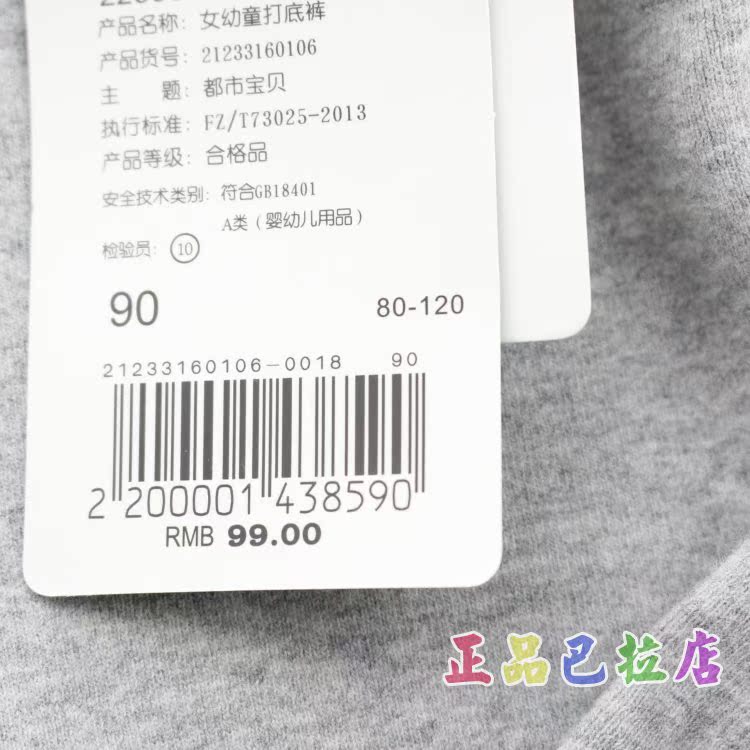 产品名称：女幼童打底裤
产品货号：21233160106
主 题：都市宝贝
执行标准：FZ/T73025-2013
产品等级：合格品
安全技术类别：符合GB18401
A类（婴幼儿用品）
检验员：10
90 80-120
21233160106-0018 90
2 200001 438590
RMB 99.00
正品巴拉店